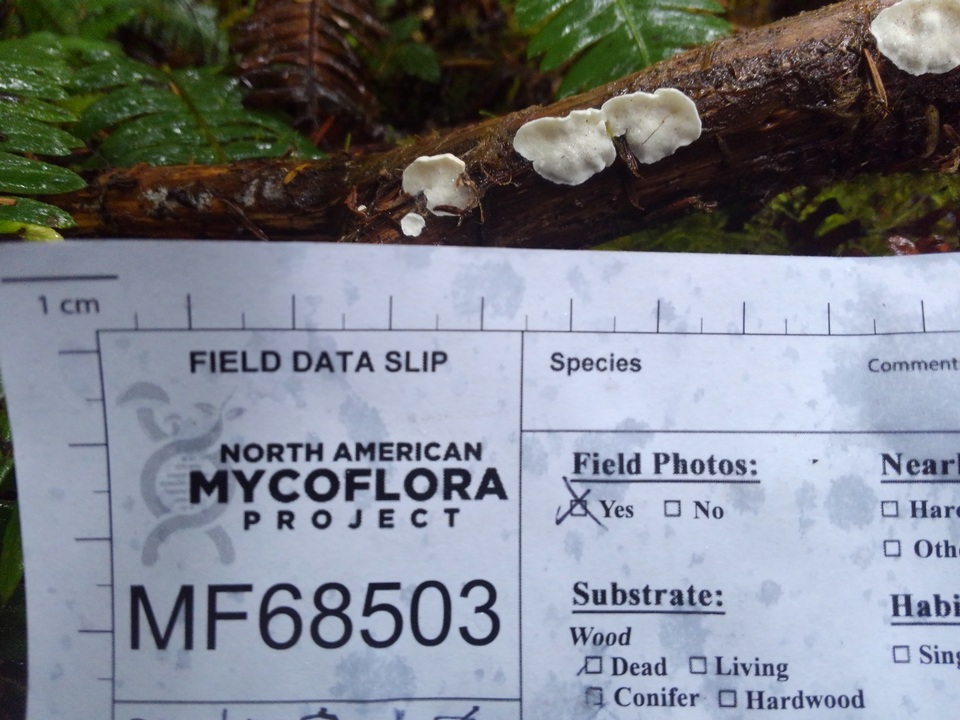 1 cm
FIELD DATA SLIP
NORTH AMERICAN
MYCOFLORA
PROJECT
MF68503
Species
Field Photos:
Yes No
Substrate:
Wood
Dead Living
Conifer Hardwood
Comment